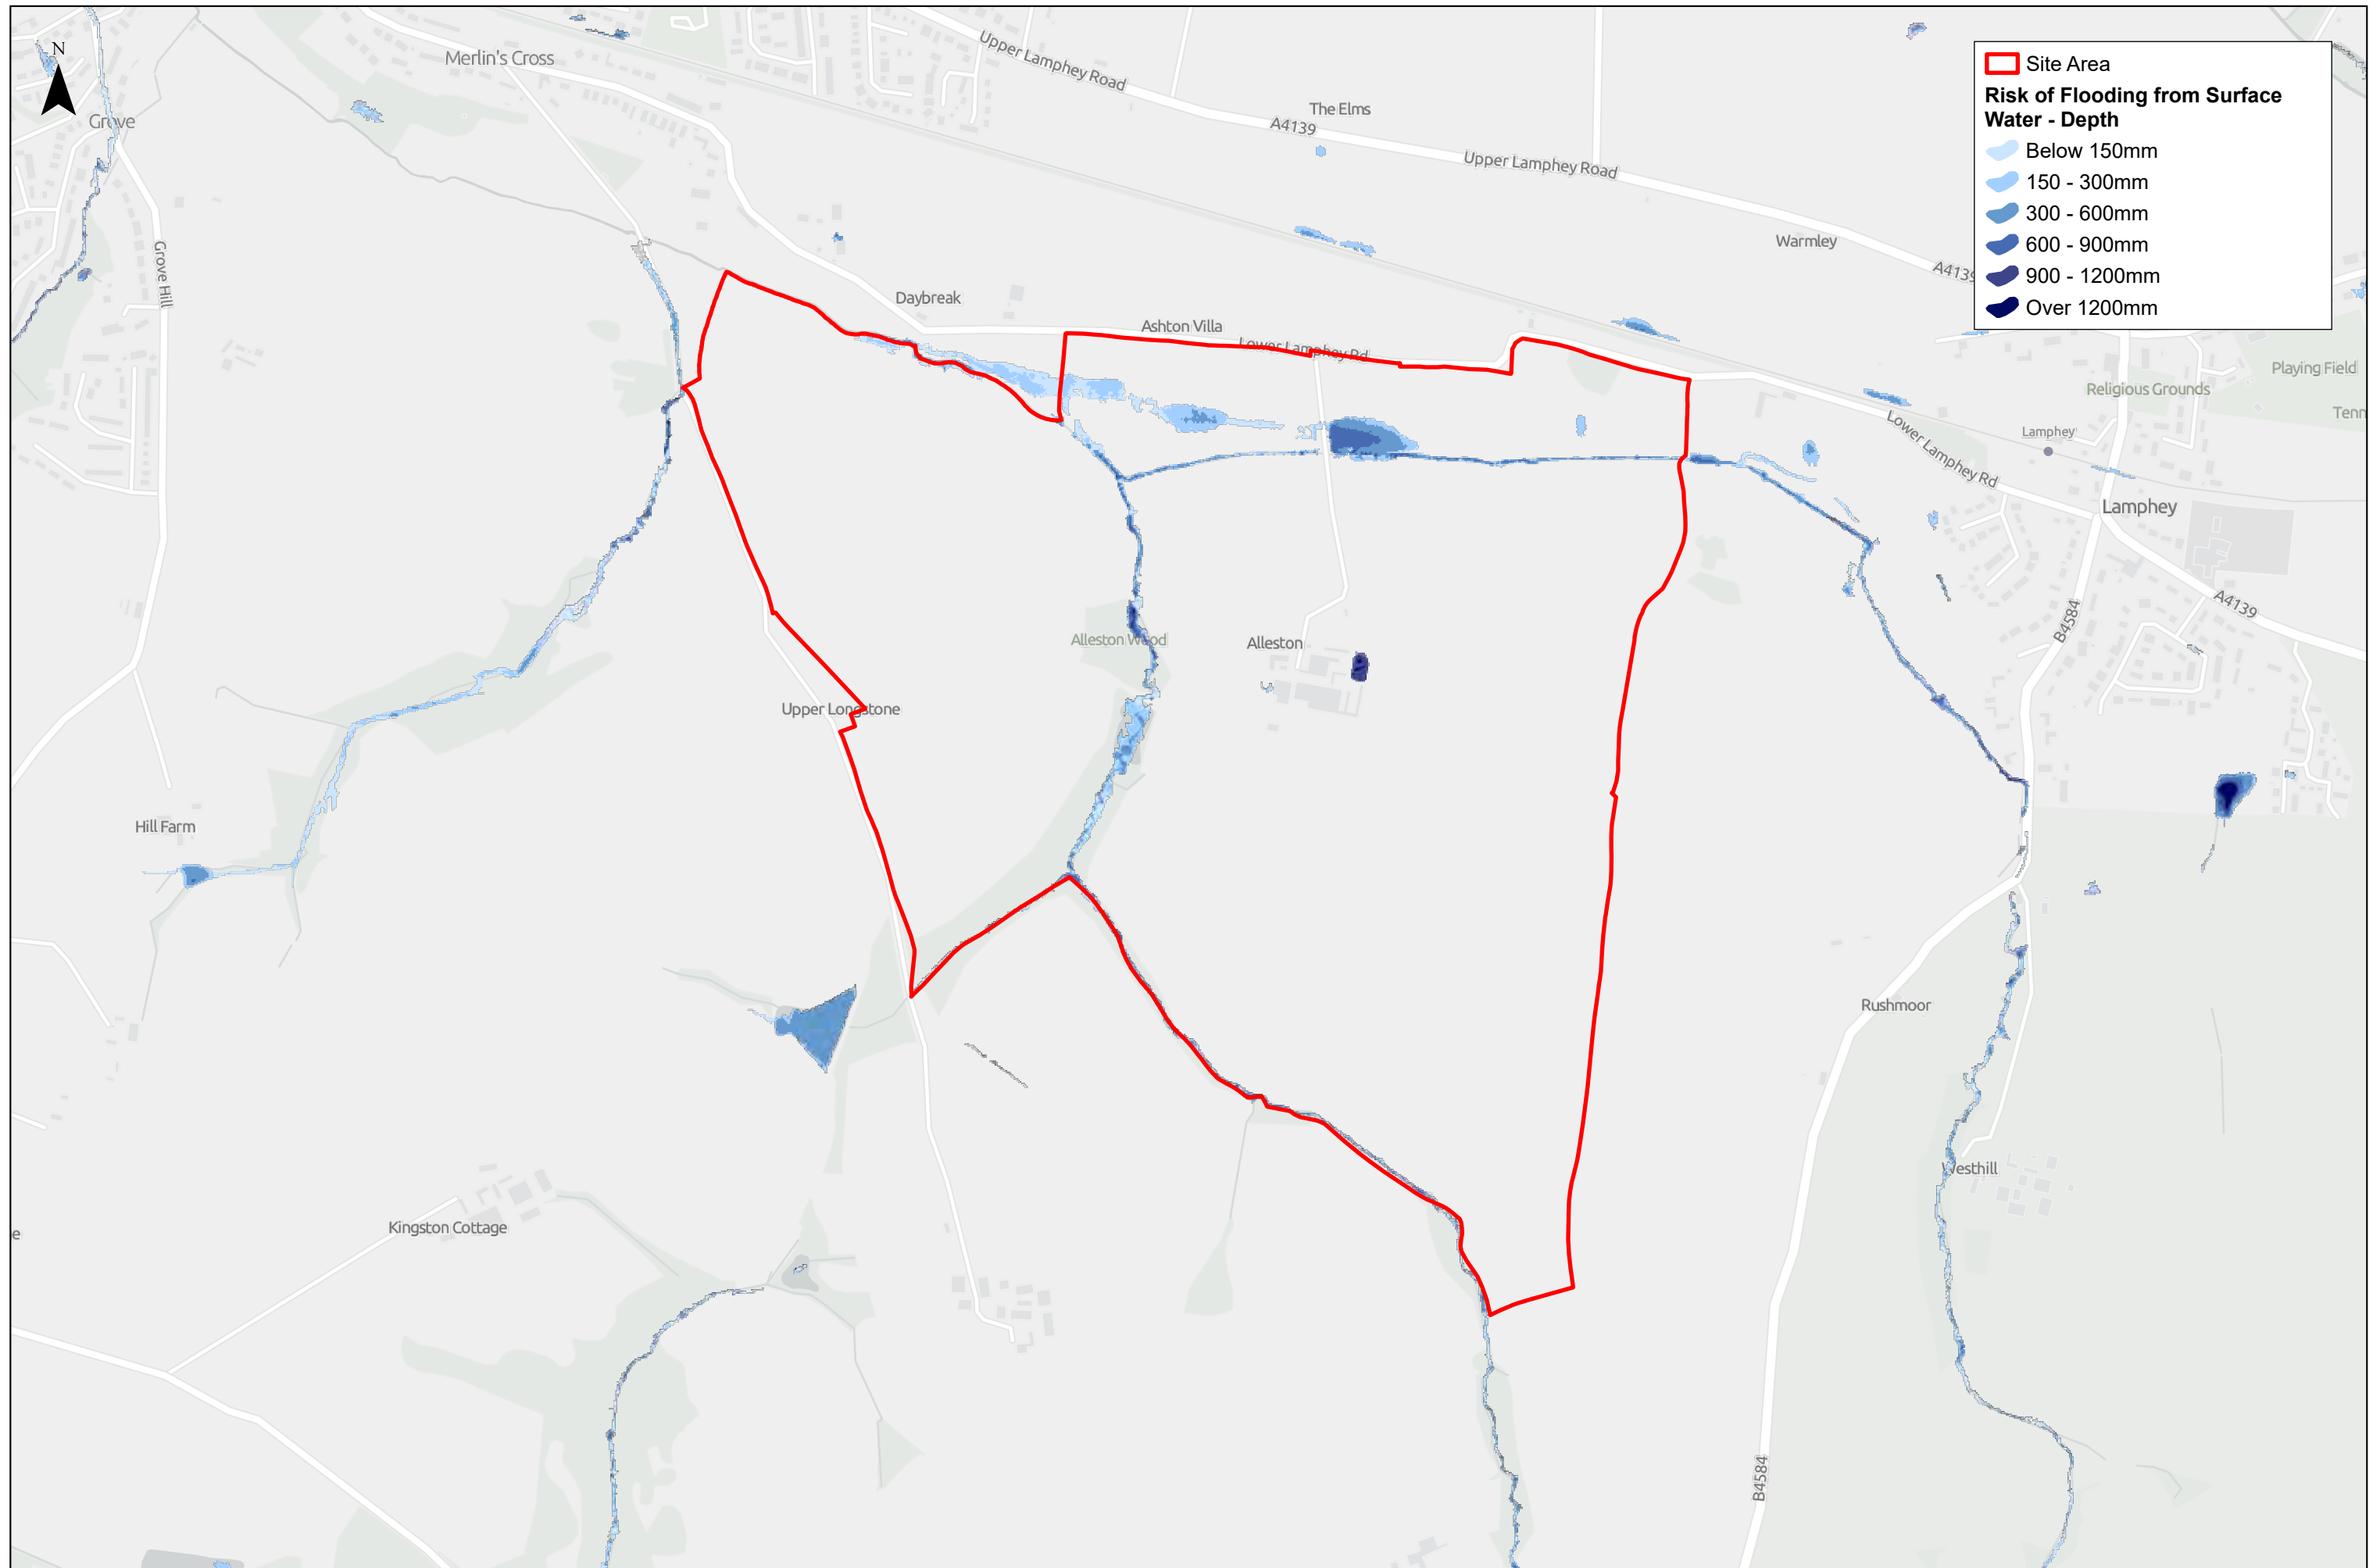 N
Merlin's Cross
Upper Lamphey Road
Site Area
Risk of Flooding from Surface
Water - Depth
Below 150mm
150 - 300mm
300 - 600mm
600 - 900mm
900 - 1200mm
Over 1200mm
Grove
The Elms
A4139
Upper Lamphey Road
Warmley
A4139
Grove Hill
Daybreak
Ashton Villa
Lower Lamphey Rd
Playing Field
Religious Grounds
Tenn
Lamphey
Lower Lamphey Rd
Lamphey
A4139
B4584
Alleston Wood
Alleston
Upper Longstone
Hill Farm
Rushmoor
Westhill
Kingston Cottage
e
B4584